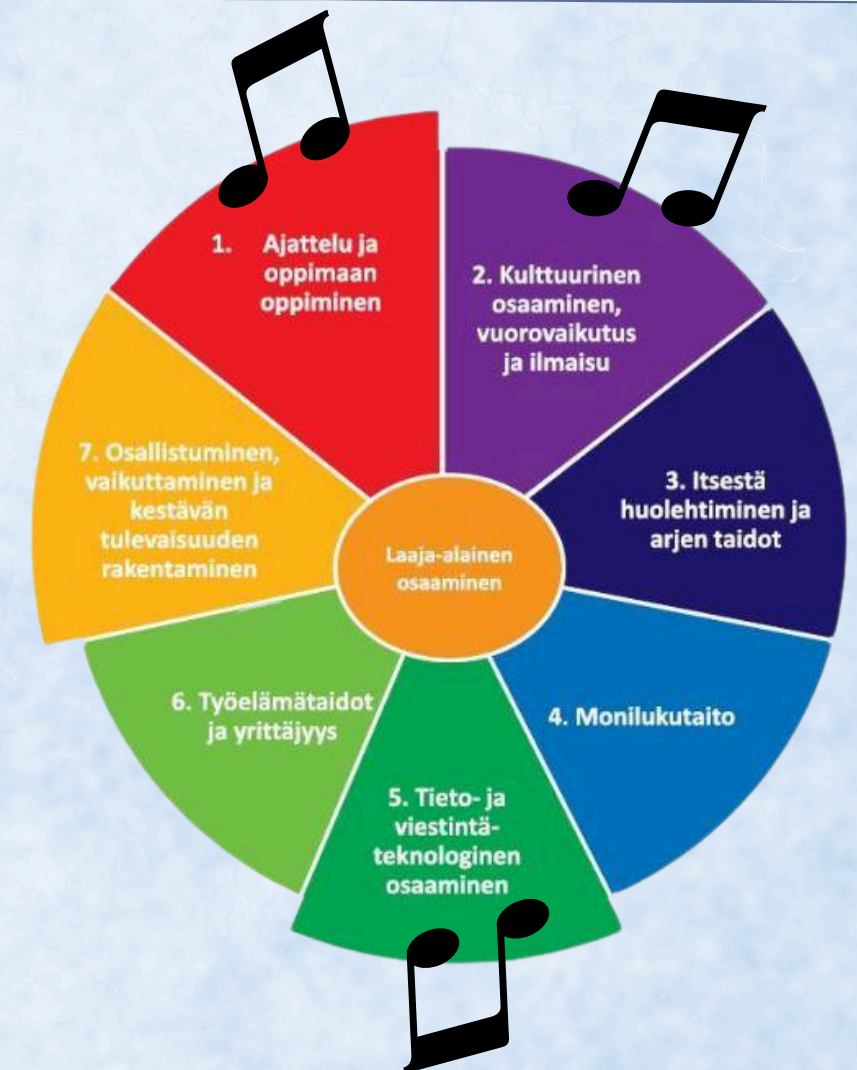 1. Ajattelu ja
oppimaan
oppiminen
2. Kulttuurinen
osaaminen,
vuorovaikutus
ja ilmaisu
3. Itsestä
huolehtiminen ja
arjen taidot
4. Monilukutaito
5. Tieto- ja
viestintä-
teknologinen
osaaminen
6. Työelämätaidot
ja yrittäjyys
7. Osallistuminen,
vaikuttaminen ja
kestävän
tulevaisuuden
rakentaminen
Laaja-alainen
osaaminen